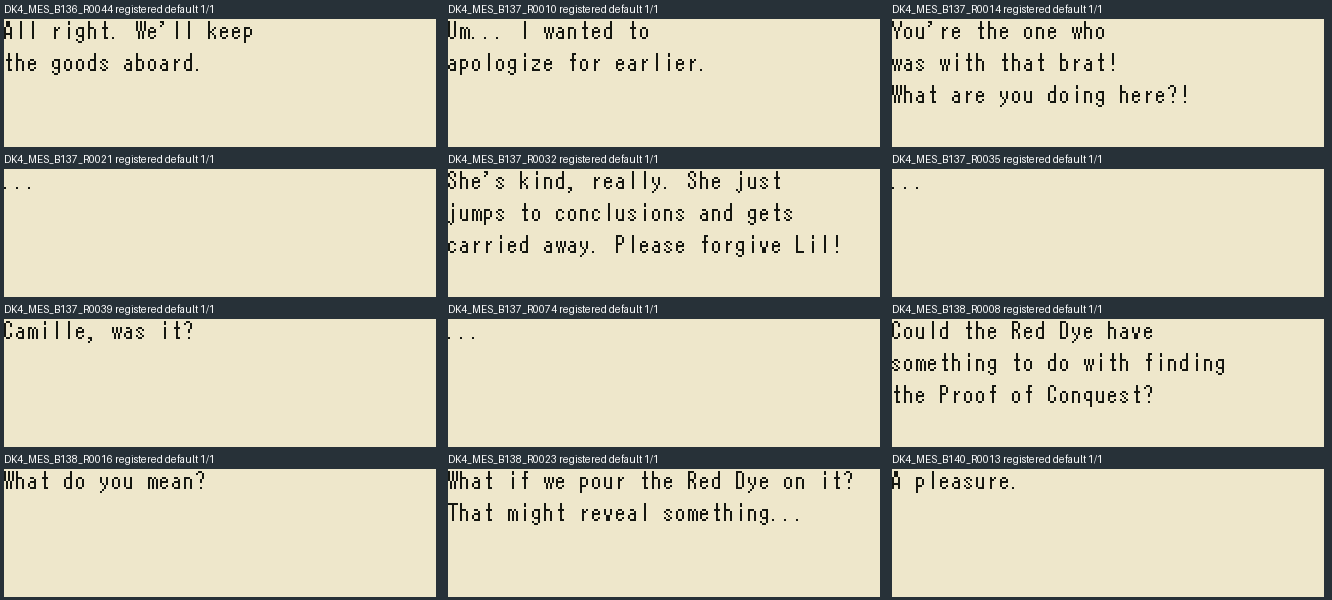 DK4_MES_B136_R0044 registered default 1/1
All right. We'll keep
the goods aboard.
DK4_MES_B137_R0010 registered default 1/1
Um... I wanted to
apologize for earlier.
DK4_MES_B137_R0014 registered default 1/1
You're the one who
was with that brat!
What are you doing here?!
DK4_MES_B137_R0021 registered default 1/1
...
DK4_MES_B137_R0032 registered default 1/1
She's kind, really. She just
jumps to conclusions and gets
carried away. Please forgive Lil!
DK4_MES_B137_R0035 registered default 1/1
...
DK4_MES_B137_R0039 registered default 1/1
Camille, was it?
DK4_MES_B137_R0074 registered default 1/1
...
DK4_MES_B138_R0008 registered default 1/1
Could the Red Dye have
something to do with finding
the Proof of Conquest?
DK4_MES_B138_R0016 registered default 1/1
What do you mean?
DK4_MES_B138_R0023 registered default 1/1
What if we pour the Red Dye on it?
That might reveal something...
DK4_MES_B140_R0013 registered default 1/1
A pleasure.